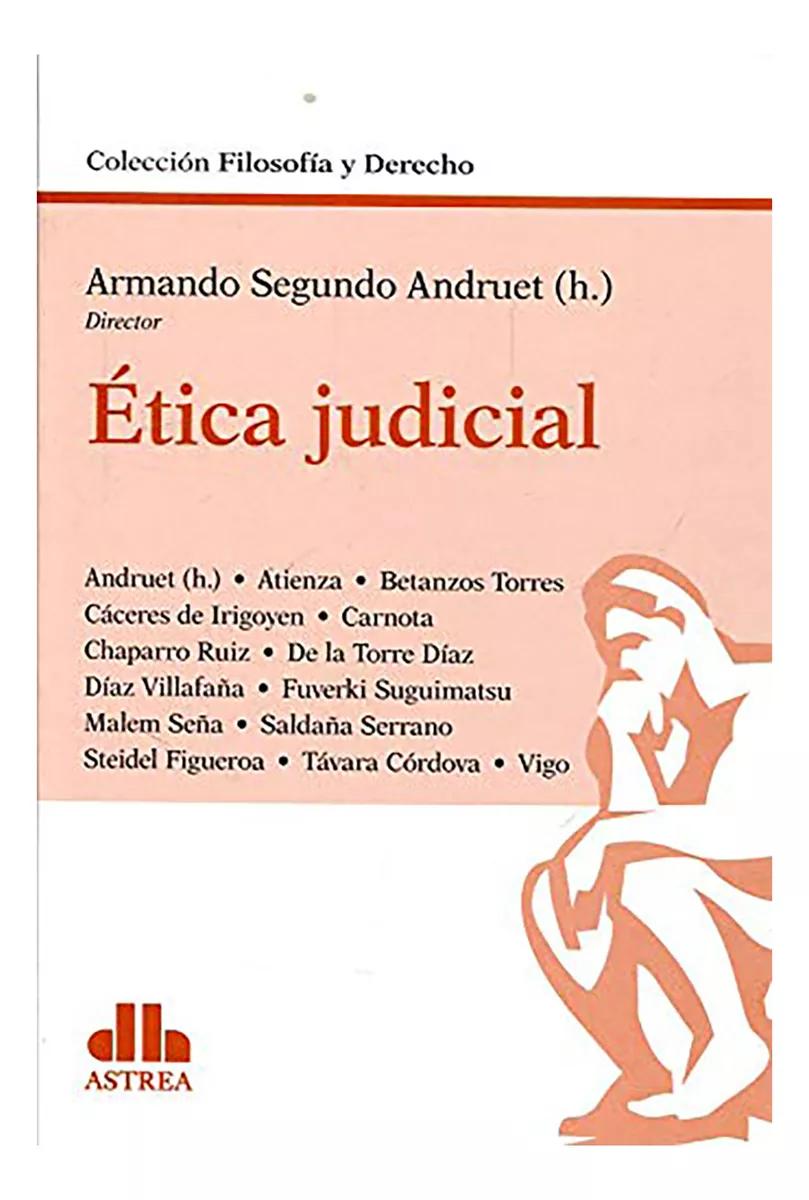 Colección Filosofía y Derecho
Armando Segundo Andruet (h.)
Director
Ética judicial
Andruet (h.) • Atienza • Betanzos Torres
Cáceres de Irigoyen • Carnota
Chaparro Ruiz • De la Torre Díaz
Díaz Villafaña • Fuverki Suguimatsu
Malem Seña • Saldaña Serrano
Steidel Figueroa • Távara Córdova • Vigo
ASTREA